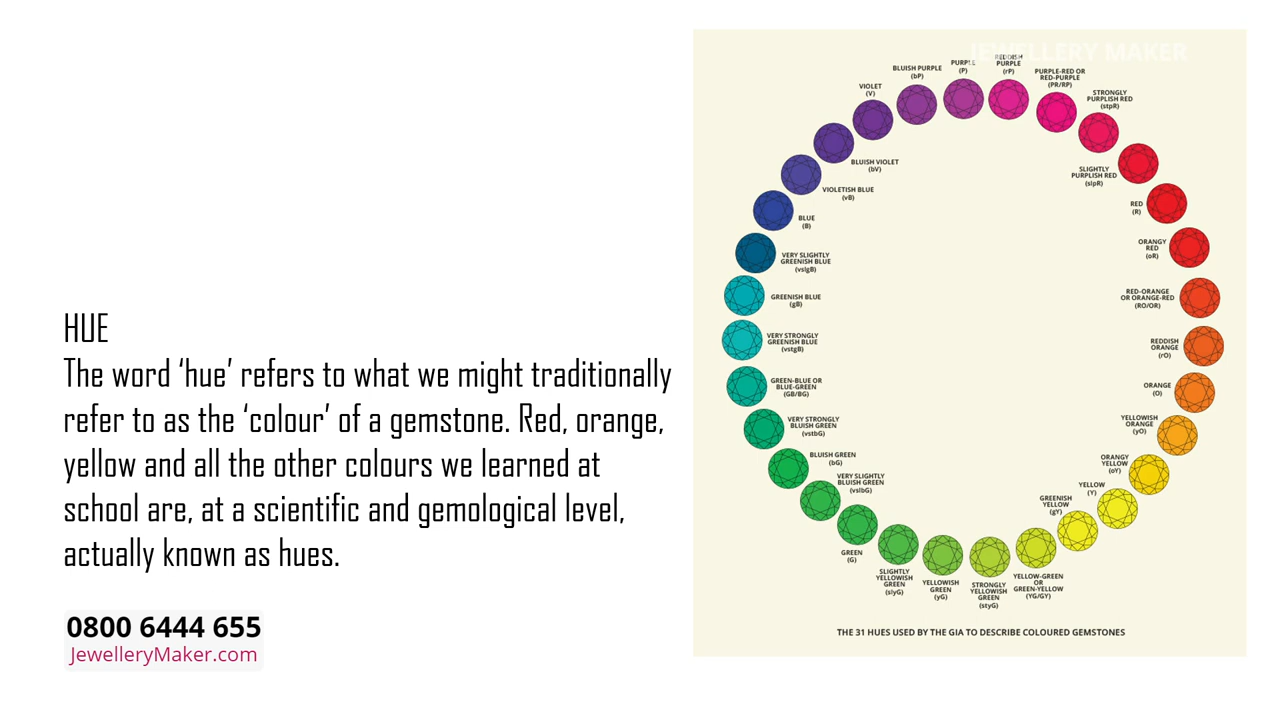 HUE
The word ‘hue’ refers to what we might traditionally
refer to as the ‘colour’ of a gemstone. Red, orange,
yellow and all the other colours we learned at
school are, at a scientific and gemological level,
actually known as hues.
0800 6444 655
JewelleryMaker.com
JEWELLERY MAKER
PURPLE
(P)
REDDISH
PURPLE
(rP)
BLUISH PURPLE
(bP)
PURPLE-RED OR
RED-PURPLE
(PR/RP)
VIOLET
(V)
STRONGLY
PURPLISH RED
(stpR)
BLUISH VIOLET
(bV)
SLIGHTLY
PURPLISH RED
(slpR)
VIOLETISH BLUE
(vB)
RED
(R)
BLUE
(B)
ORANGY
RED
(oR)
VERY SLIGHTLY
GREENISH BLUE
(vslgB)
GREENISH BLUE
(gB)
RED-ORANGE
OR ORANGE-RED
(RO/OR)
VERY STRONGLY
GREENISH BLUE
(vstgB)
REDDISH
ORANGE
(rO)
GREEN-BLUE OR
BLUE-GREEN
(GB/BG)
ORANGE
(O)
VERY STRONGLY
BLUISH GREEN
(vstbG)
YELLOWISH
ORANGE
(yO)
BLUISH GREEN
(bG)
ORANGY
YELLOW
(oY)
VERY SLIGHTLY
BLUISH GREEN
(vslbG)
YELLOW
(Y)
GREENISH
YELLOW
(gY)
GREEN
(G)
SLIGHTLY
YELLOWISH
GREEN
(slyG)
YELLOWISH
GREEN
(yG)
STRONGLY
YELLOWISH
GREEN
(styG)
YELLOW-GREEN
OR
GREEN-YELLOW
(YG/GY)
THE 31 HUES USED BY THE GIA TO DESCRIBE COLOURED GEMSTONES